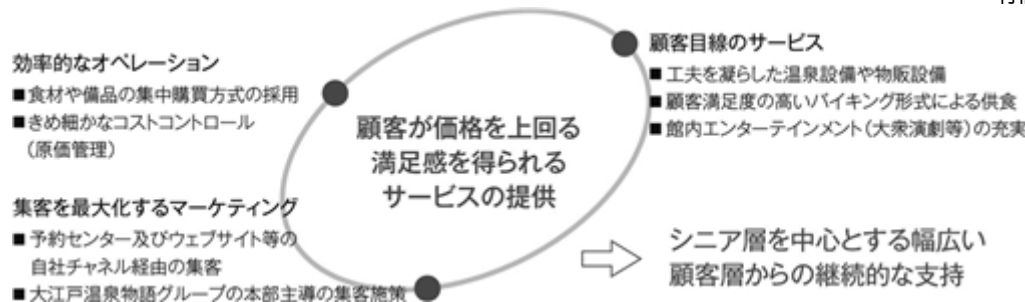 効率的なオペレーション
■食材や備品の集中購買方式の採用
■きめ細かなコストコントロール
（原価管理）
集客を最大化するマーケティング
■予約センター及びウェブサイト等の
自社チャネル経由の集客
■大江戸温泉物語グループの本部主導の集客施策
顧客が価格を上回る
満足感を得られる
サービスの提供
顧客目線のサービス
■工夫を凝らした温泉設備や物販設備
■顧客満足度の高いバイキング形式による供食
■館内エンターテインメント（大衆演劇等）の充実
シニア層を中心とする幅広い
顧客層からの継続的な支持